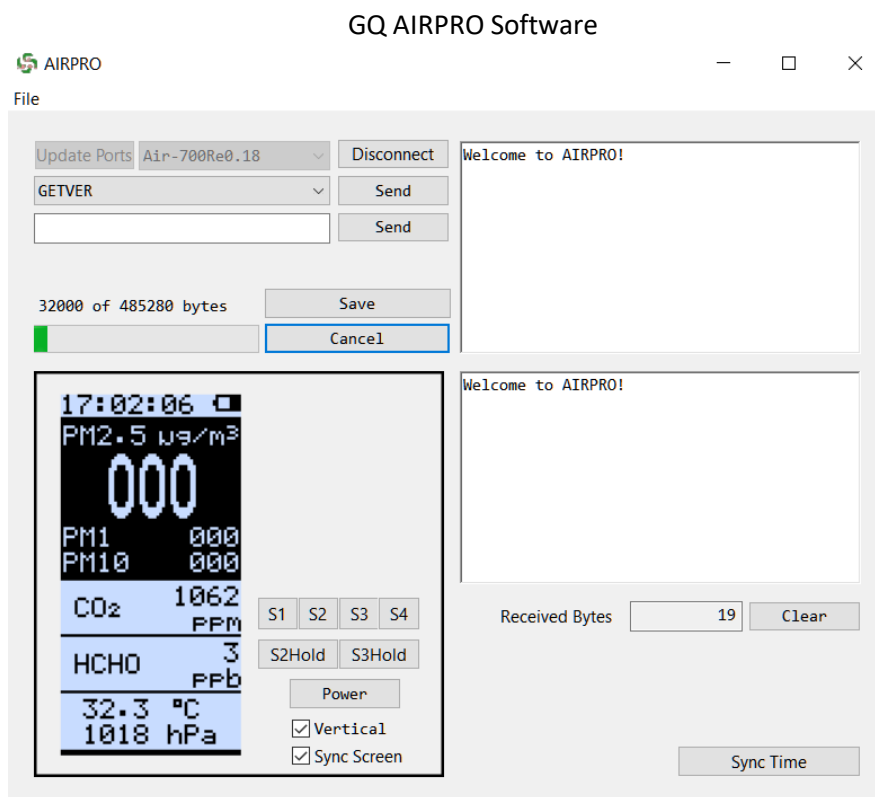 GQ AIRPRO Software
AIRPRO
File
Update Ports Air-700Re0.18 Disconnect
GETVER Send
Send
32000 of 485280 bytes Save
Cancel
Welcome to AIRPRO!
17:02:06
PM2.5 µg/m³
000
PM1 000
PM10 000
CO₂ 1062
PPM
HCHO 3
PPb
32.3 °C
1018 hPa
S1 S2 S3 S4
S2Hold S3Hold
Power
Vertical
Sync Screen
Welcome to AIRPRO!
Received Bytes 19 Clear
Sync Time